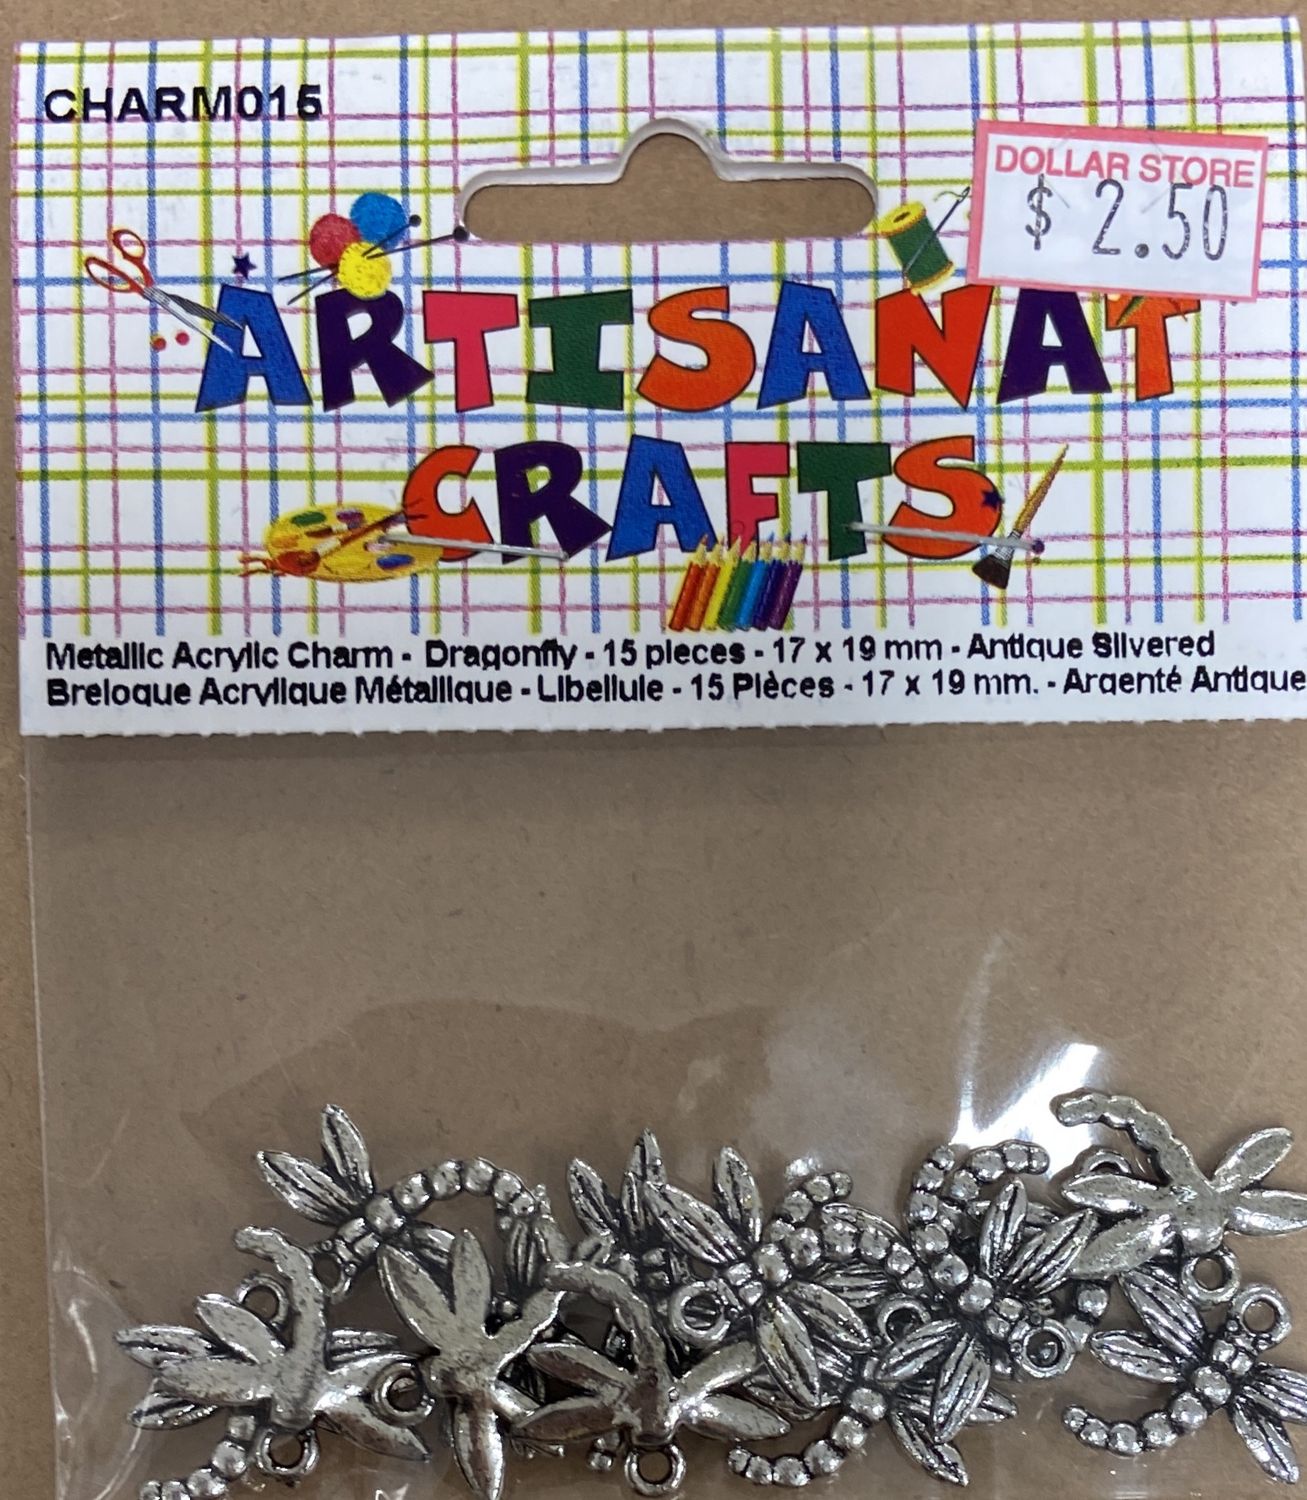 CHARM015
DOLLAR STORE
$ 2.50
ARTISANAT
CRAFTS
Metallic Acrylic Charm - Dragonfly - 15 pieces - 17 x 19 mm - Antique Silvered
Breloque Acrylique Métallique - Libellule - 15 Pièces - 17 x 19 mm. - Argenté Antique